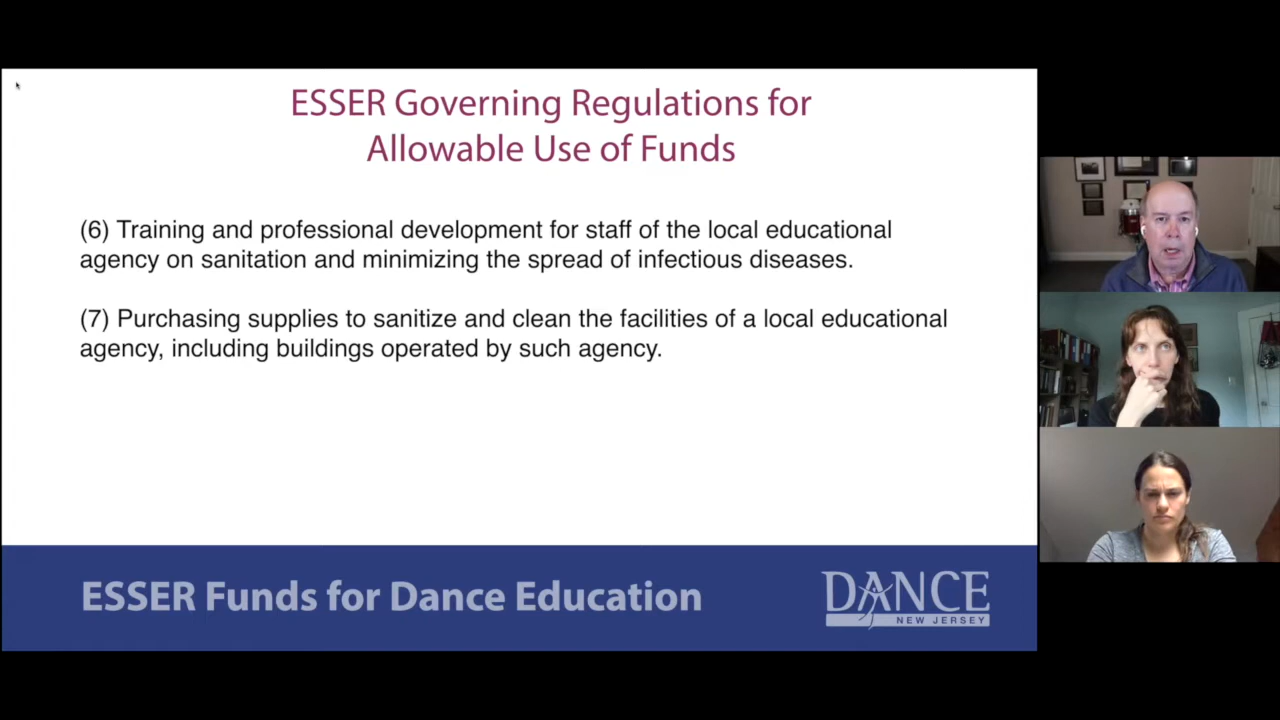 ESSER Governing Regulations for
Allowable Use of Funds
(6) Training and professional development for staff of the local educational
agency on sanitation and minimizing the spread of infectious diseases.
(7) Purchasing supplies to sanitize and clean the facilities of a local educational
agency, including buildings operated by such agency.
ESSER Funds for Dance Education
DANCE
NEW JERSEY